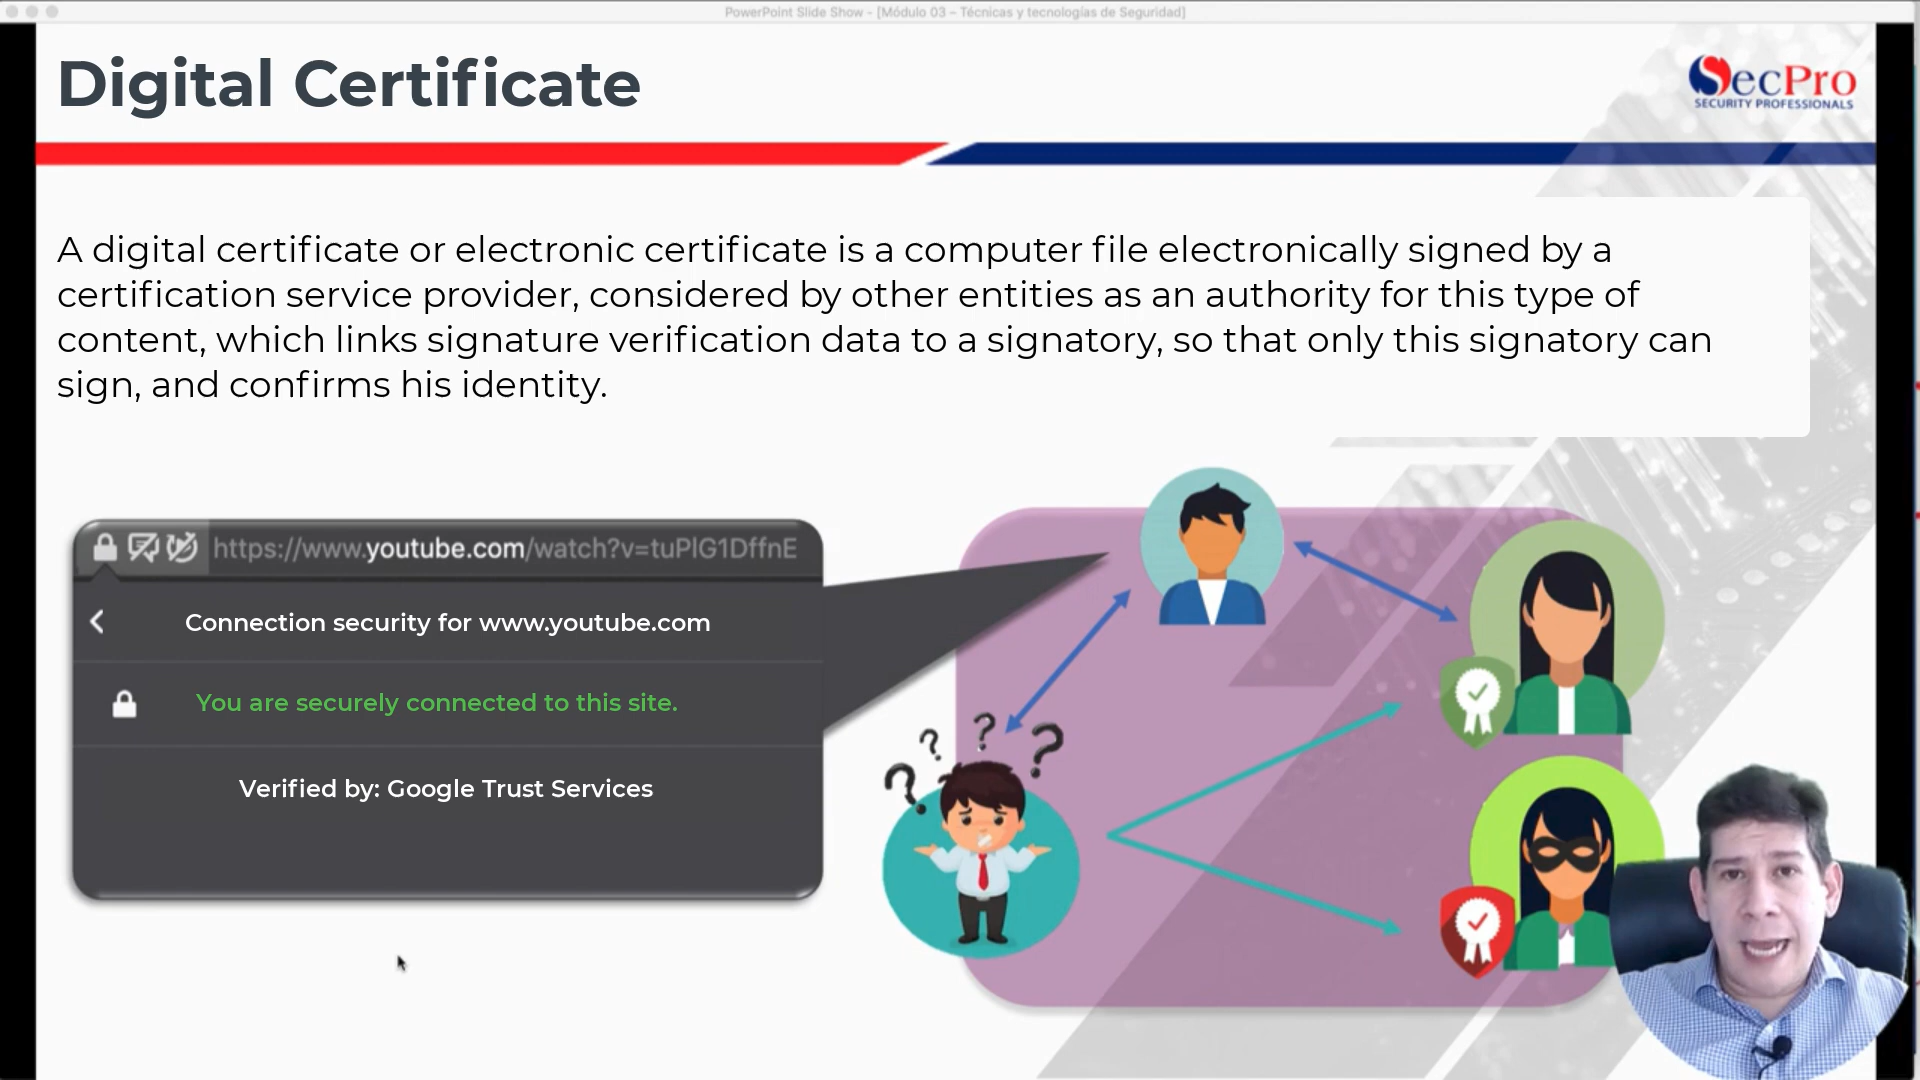 PowerPoint Slide Show - [Módulo 03 – Técnicas y tecnologías de Seguridad]
Digital Certificate
SecPro
SECURITY PROFESSIONALS
A digital certificate or electronic certificate is a computer file electronically signed by a
certification service provider, considered by other entities as an authority for this type of
content, which links signature verification data to a signatory, so that only this signatory can
sign, and confirms his identity.
https://www.youtube.com/watch?v=tuPlG1DffnE
Connection security for www.youtube.com
You are securely connected to this site.
Verified by: Google Trust Services
? ? ? ?